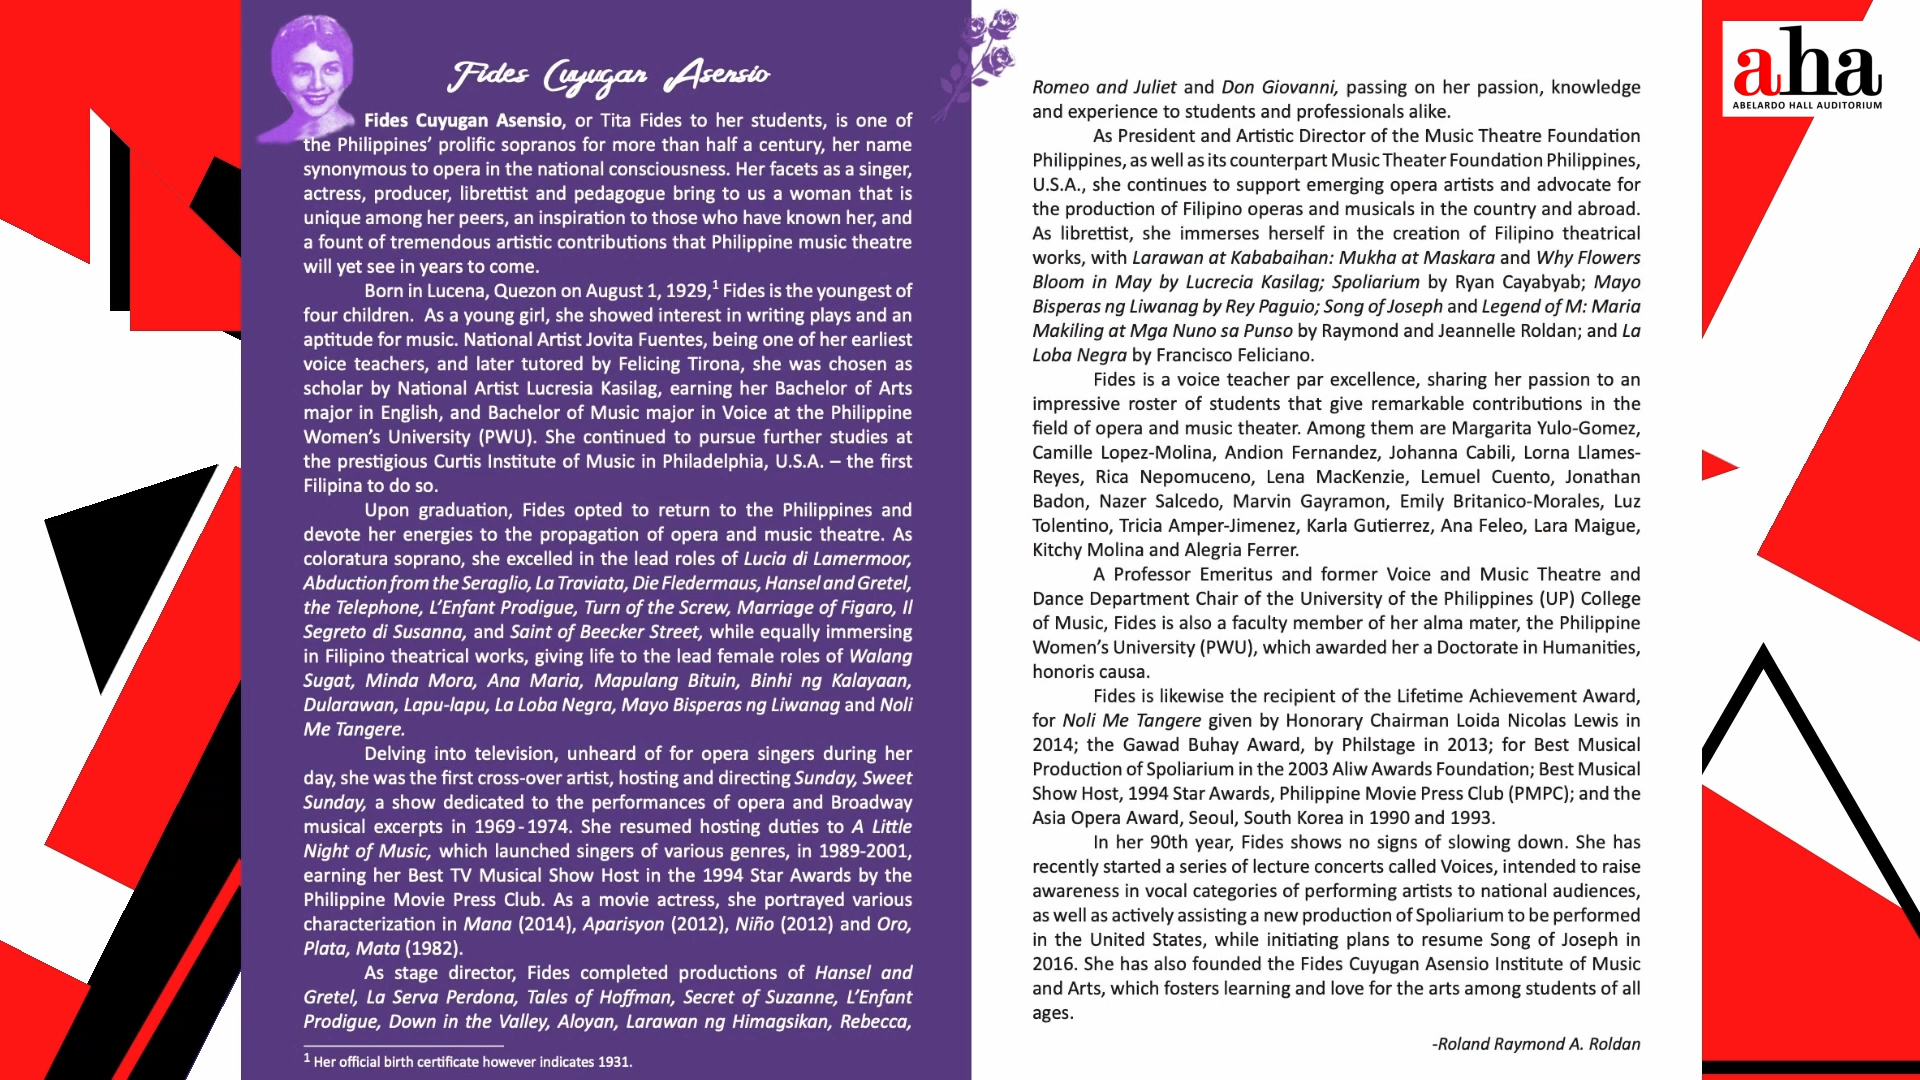 Fides Cuyugan Asensio
Fides Cuyugan Asensio, or Tita Fides to her students, is one of
the Philippines' prolific sopranos for more than half a century, her name
synonymous to opera in the national consciousness. Her facets as a singer,
actress, producer, librettist and pedagogue bring to us a woman that is
unique among her peers, an inspiration to those who have known her, and
a fount of tremendous artistic contributions that Philippine music theatre
will yet see in years to come.
Born in Lucena, Quezon on August 1, 1929,1 Fides is the youngest of
four children. As a young girl, she showed interest in writing plays and an
aptitude for music. National Artist Jovita Fuentes, being one of her earliest
voice teachers, and later tutored by Felicing Tirona, she was chosen as
scholar by National Artist Lucresia Kasilag, earning her Bachelor of Arts
major in English, and Bachelor of Music major in Voice at the Philippine
Women's University (PWU). She continued to pursue further studies at
the prestigious Curtis Institute of Music in Philadelphia, U.S.A. – the first
Filipina to do so.
Upon graduation, Fides opted to return to the Philippines and
devote her energies to the propagation of opera and music theatre. As
coloratura soprano, she excelled in the lead roles of Lucia di Lamermoor,
Abduction from the Seraglio, La Traviata, Die Fledermaus, Hansel and Gretel,
the Telephone, L'Enfant Prodigue, Turn of the Screw, Marriage of Figaro, Il
Segreto di Susanna, and Saint of Beecker Street, while equally immersing
in Filipino theatrical works, giving life to the lead female roles of Walang
Sugat, Minda Mora, Ana Maria, Mapulang Bituin, Binhi ng Kalayaan,
Dularawan, Lapu-lapu, La Loba Negra, Mayo Bisperas ng Liwanag and Noli
Me Tangere.
Delving into television, unheard of for opera singers during her
day, she was the first cross-over artist, hosting and directing Sunday, Sweet
Sunday, a show dedicated to the performances of opera and Broadway
musical excerpts in 1969-1974. She resumed hosting duties to A Little
Night of Music, which launched singers of various genres, in 1989-2001,
earning her Best TV Musical Show Host in the 1994 Star Awards by the
Philippine Movie Press Club. As a movie actress, she portrayed various
characterization in Mana (2014), Aparisyon (2012), Niño (2012) and Oro,
Plata, Mata (1982).
As stage director, Fides completed productions of Hansel and
Gretel, La Serva Perdona, Tales of Hoffman, Secret of Suzanne, L'Enfant
Prodigue, Down in the Valley, Aloyan, Larawan ng Himagsikan, Rebecca,
1 Her official birth certificate however indicates 1931.
Romeo and Juliet and Don Giovanni, passing on her passion, knowledge
and experience to students and professionals alike.
As President and Artistic Director of the Music Theatre Foundation
Philippines, as well as its counterpart Music Theater Foundation Philippines,
U.S.A., she continues to support emerging opera artists and advocate for
the production of Filipino operas and musicals in the country and abroad.
As librettist, she immerses herself in the creation of Filipino theatrical
works, with Larawan at Kababaihan: Mukha at Maskara and Why Flowers
Bloom in May by Lucrecia Kasilag; Spoliarium by Ryan Cayabyab; Mayo
Bisperas ng Liwanag by Rey Paguio; Song of Joseph and Legend of M: Maria
Makiling at Mga Nuno sa Punso by Raymond and Jeannelle Roldan; and La
Loba Negra by Francisco Feliciano.
Fides is a voice teacher par excellence, sharing her passion to an
impressive roster of students that give remarkable contributions in the
field of opera and music theater. Among them are Margarita Yulo-Gomez,
Camille Lopez-Molina, Andion Fernandez, Johanna Cabili, Lorna Llames-
Reyes, Rica Nepomuceno, Lena MacKenzie, Lemuel Cuento, Jonathan
Badon, Nazer Salcedo, Marvin Gayramon, Emily Britanico-Morales, Luz
Tolentino, Tricia Amper-Jimenez, Karla Gutierrez, Ana Feleo, Lara Maigue,
Kitchy Molina and Alegria Ferrer.
A Professor Emeritus and former Voice and Music Theatre and
Dance Department Chair of the University of the Philippines (UP) College
of Music, Fides is also a faculty member of her alma mater, the Philippine
Women's University (PWU), which awarded her a Doctorate in Humanities,
honoris causa.
Fides is likewise the recipient of the Lifetime Achievement Award,
for Noli Me Tangere given by Honorary Chairman Loida Nicolas Lewis in
2014; the Gawad Buhay Award, by Philstage in 2013; for Best Musical
Production of Spoliarium in the 2003 Aliw Awards Foundation; Best Musical
Show Host, 1994 Star Awards, Philippine Movie Press Club (PMPC); and the
Asia Opera Award, Seoul, South Korea in 1990 and 1993.
In her 90th year, Fides shows no signs of slowing down. She has
recently started a series of lecture concerts called Voices, intended to raise
awareness in vocal categories of performing artists to national audiences,
as well as actively assisting a new production of Spoliarium to be performed
in the United States, while initiating plans to resume Song of Joseph in
2016. She has also founded the Fides Cuyugan Asensio Institute of Music
and Arts, which fosters learning and love for the arts among students of all
ages.
-Roland Raymond A. Roldan
aha
ABELARDO HALL AUDITORIUM